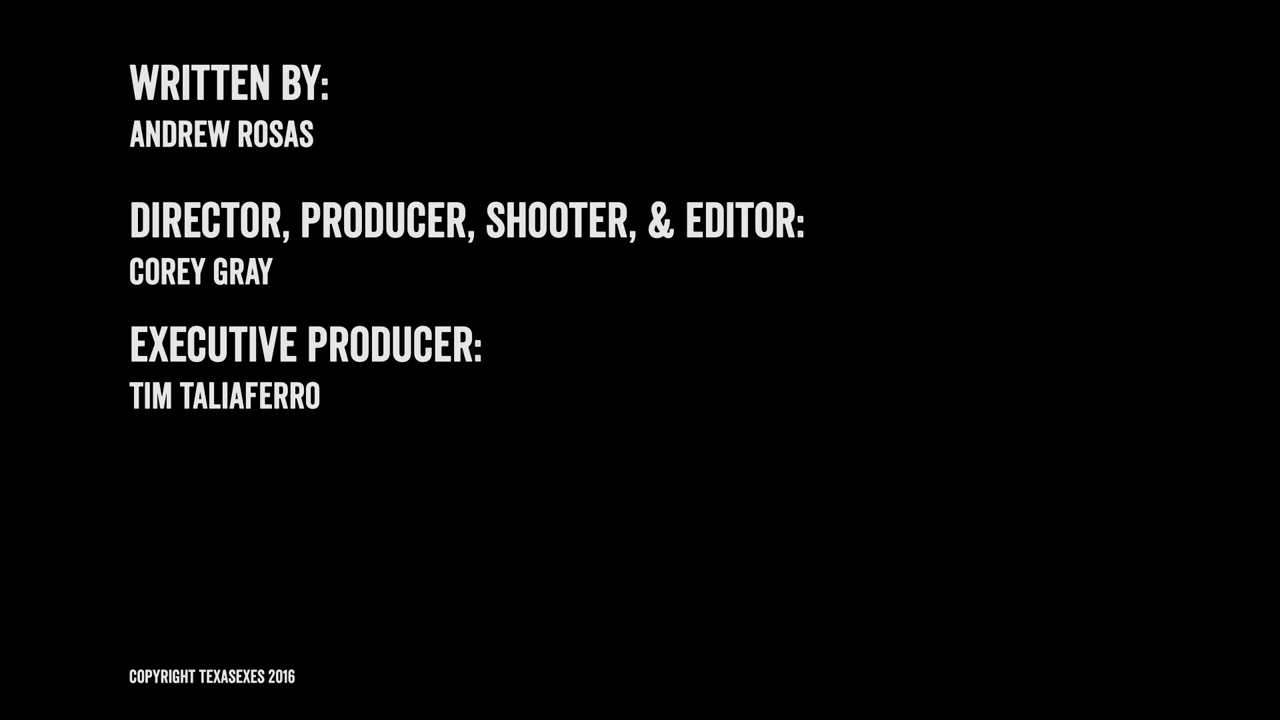 WRITTEN BY:
ANDREW ROSAS
DIRECTOR, PRODUCER, SHOOTER, & EDITOR:
COREY GRAY
EXECUTIVE PRODUCER:
TIM TALIAFERRO
COPYRIGHT TEXASEXES 2016